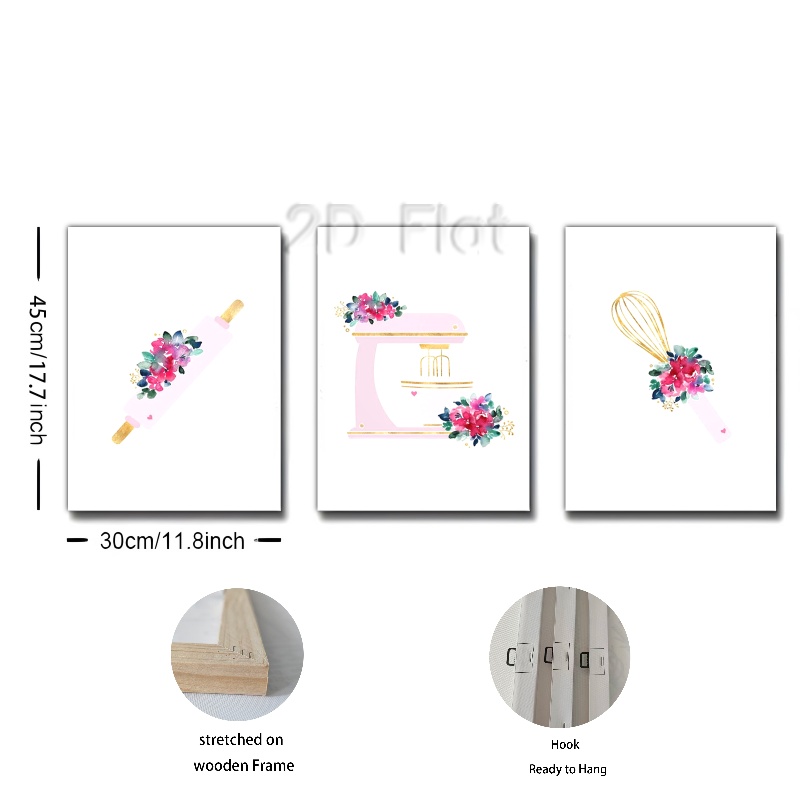 2D Flat
45cm/17.7inch
30cm/11.8inch
stretched on
wooden Frame
Hook
Ready to Hang